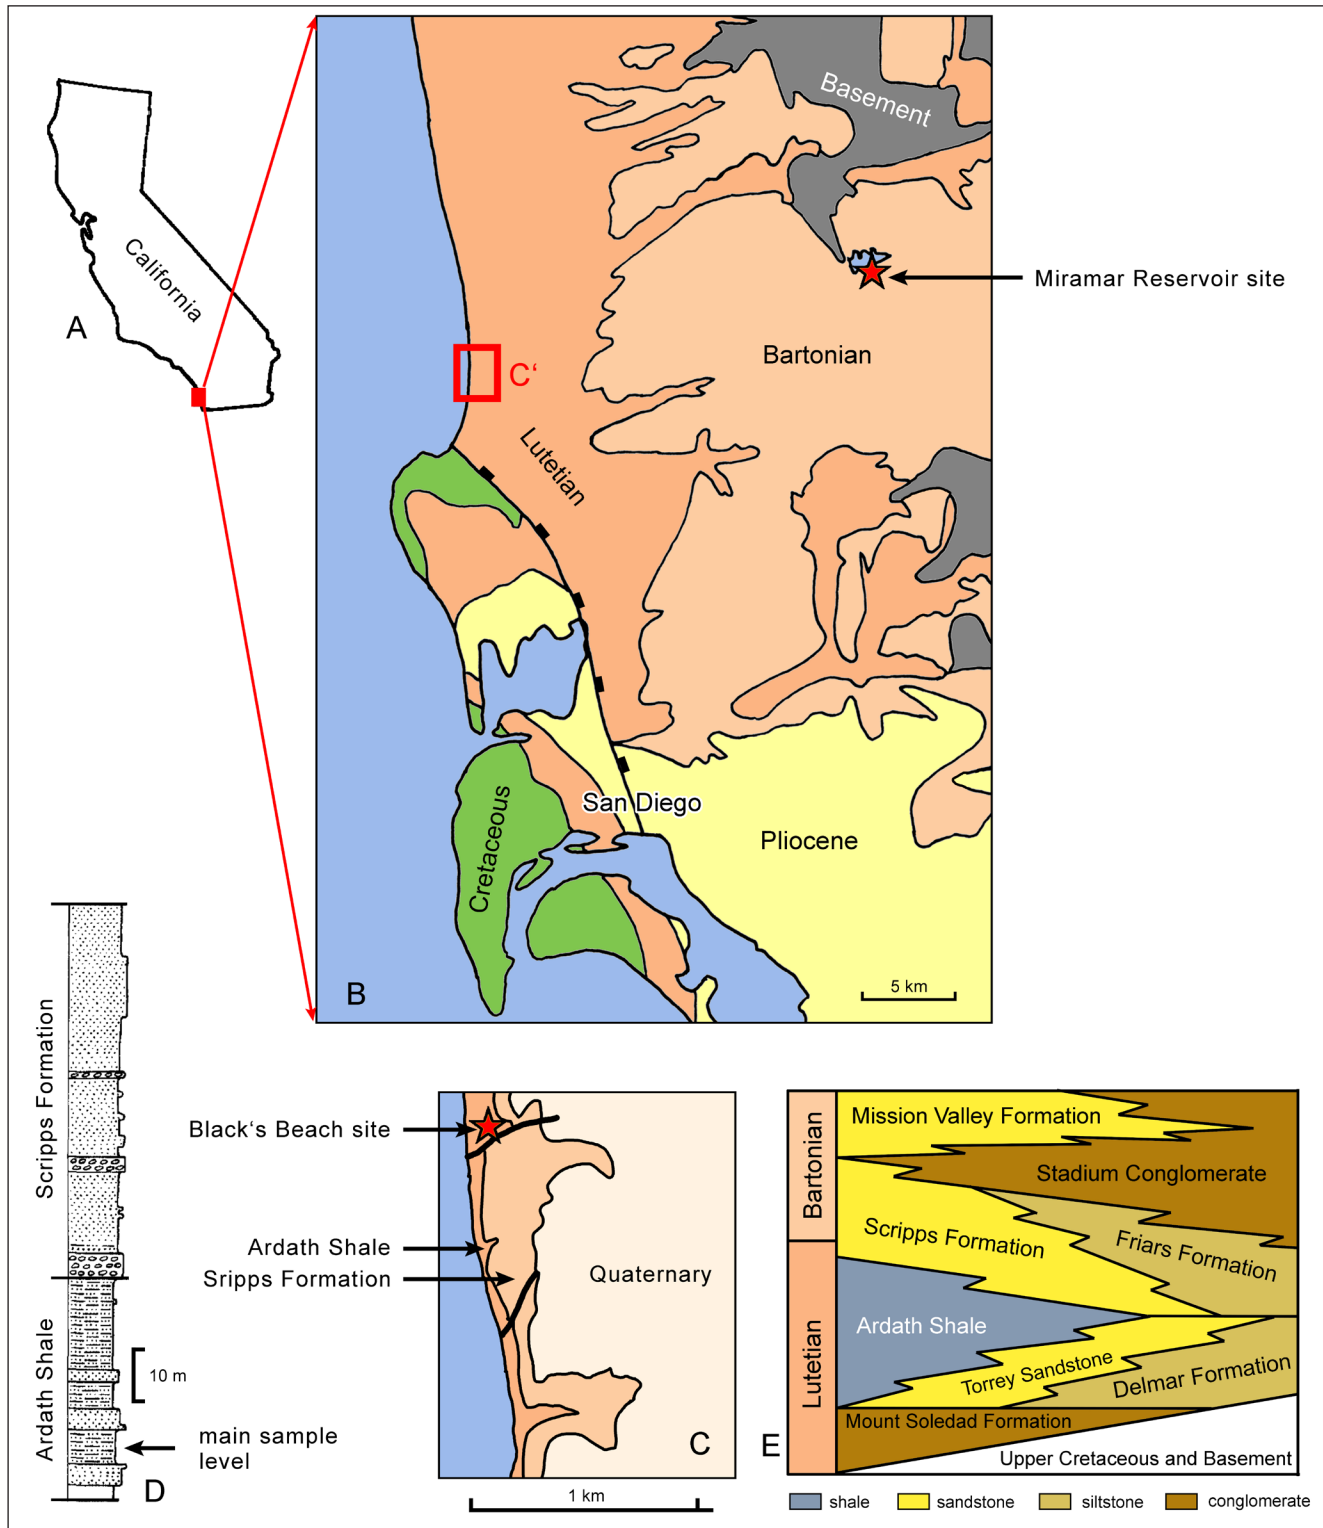 California
A
Basement
Miramar Reservoir site
Bartonian
C‘
Lutetian
San Diego
Cretaceous
Pliocene
5 km
B
Scripps Formation
Ardath Shale
10 m
main sample
level
D
Black‘s Beach site
Ardath Shale
Sripps Formation
Quaternary
C
1 km
Bartonian
Lutetian
Mission Valley Formation
Stadium Conglomerate
Scripps Formation
Friars Formation
Ardath Shale
Torrey Sandstone
Delmar Formation
Mount Soledad Formation
E
Upper Cretaceous and Basement
shale
sandstone
siltstone
conglomerate